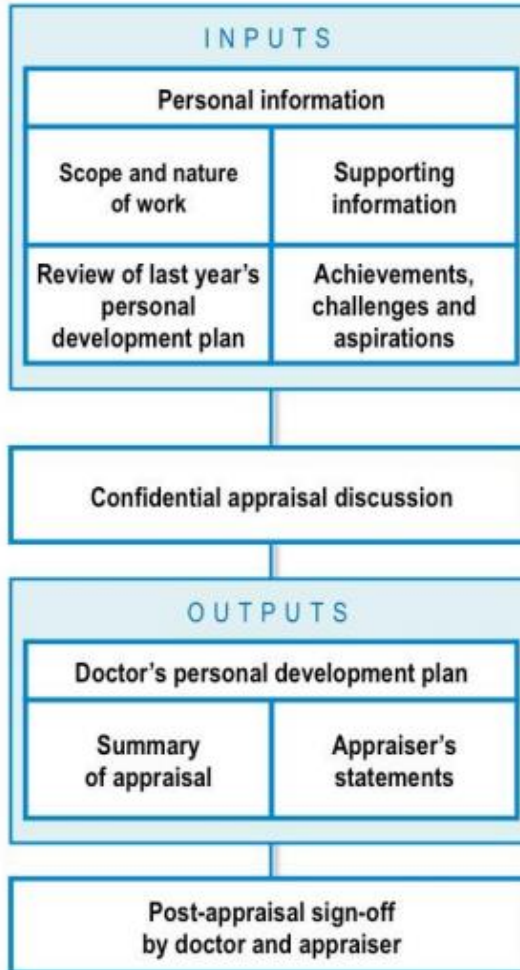 INPUTS
Personal information
Scope and nature
of work
Supporting
information
Review of last year's
personal
development plan
Achievements,
challenges and
aspirations
Confidential appraisal discussion
OUTPUTS
Doctor's personal development plan
Summary
of appraisal
Appraiser's
statements
Post-appraisal sign-off
by doctor and appraiser